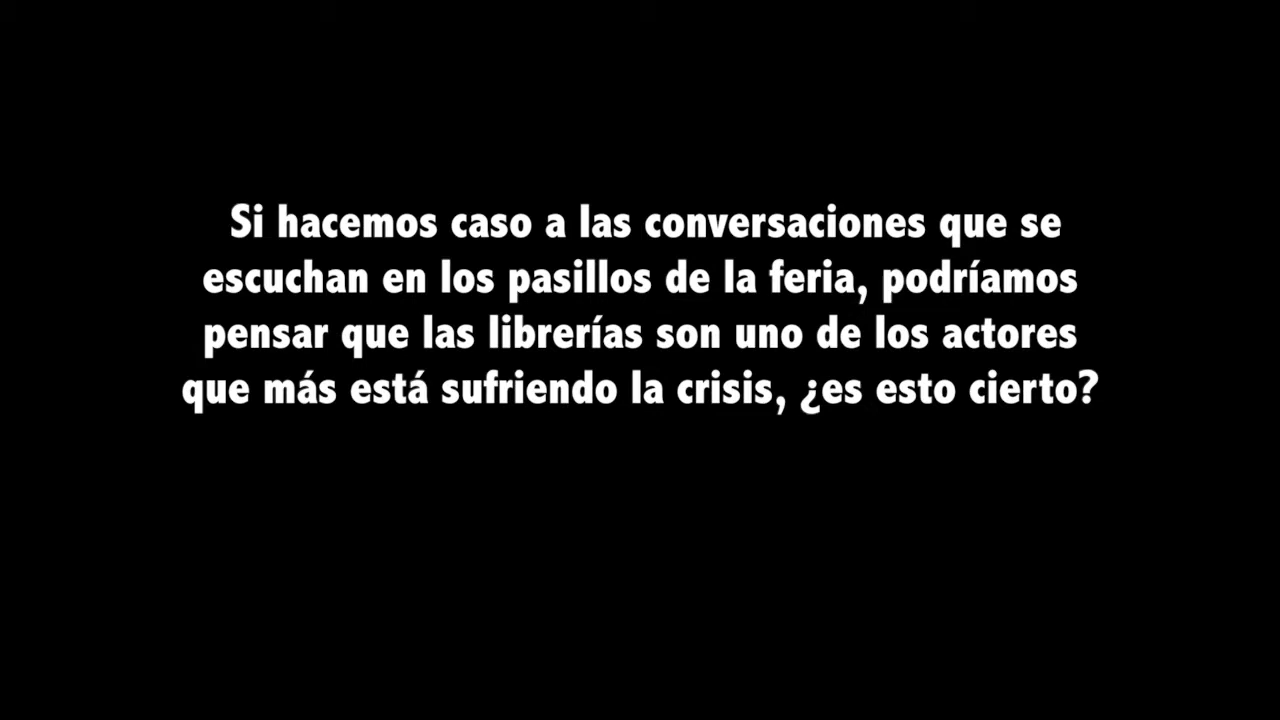 Si hacemos caso a las conversaciones que se
escuchan en los pasillos de la feria, podríamos
pensar que las librerías son uno de los actores
que más está sufriendo la crisis, ¿es esto cierto?